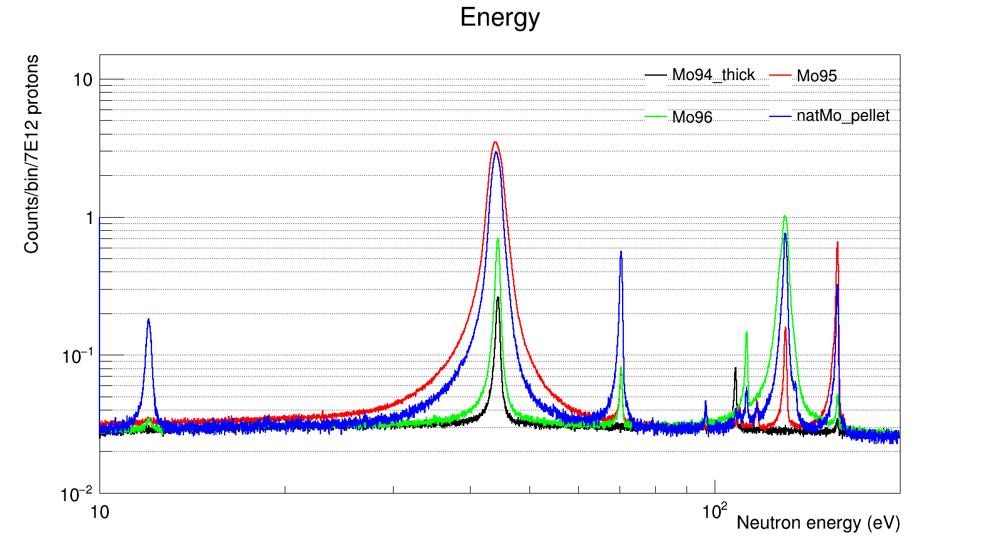 Energy
Counts/bin/7E12 protons
Mo94_thick Mo95
Mo96 natMo_pellet
10
1
10⁻¹
10⁻²
10 10²
Neutron energy (eV)